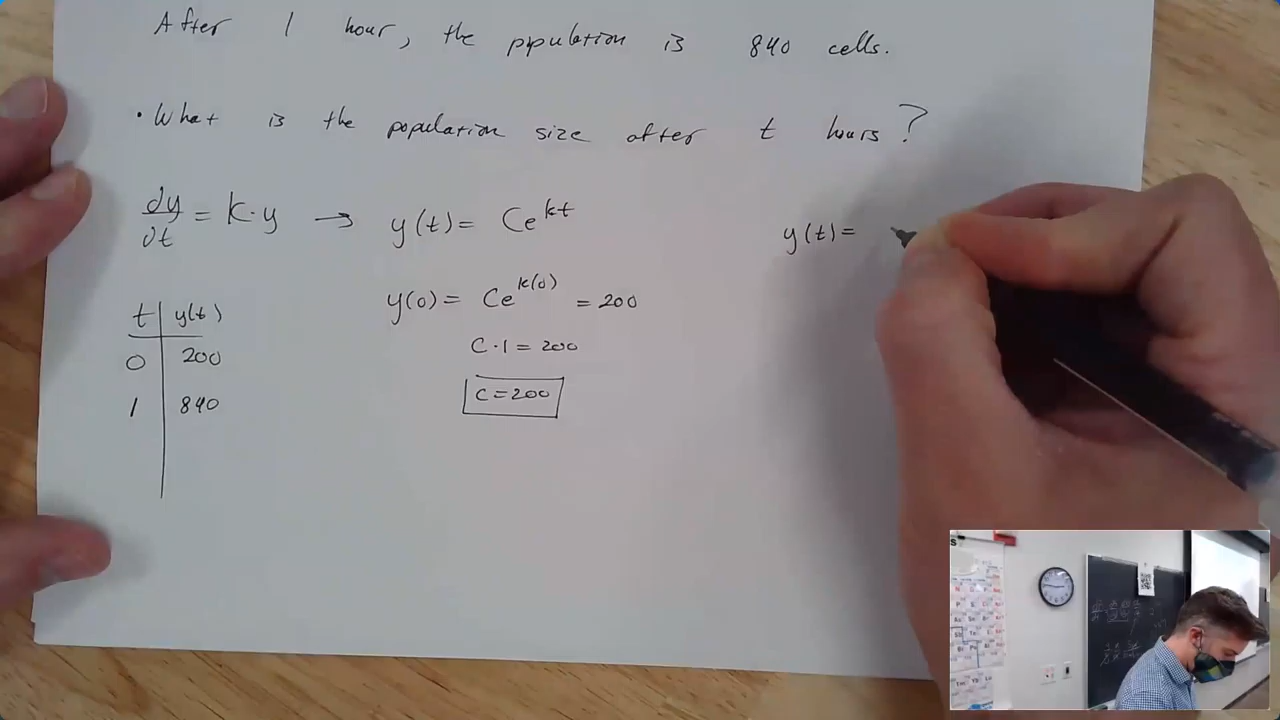 After 1 hour, the population is 840 cells.
• What is the population size after t hours?
dy/dt = k·y → y(t) = Ce^{kt}
y(t) =
y(0) = Ce^{k(0)} = 200
t | y(t)
C·1 = 200
0 | 200
C = 200
1 | 840